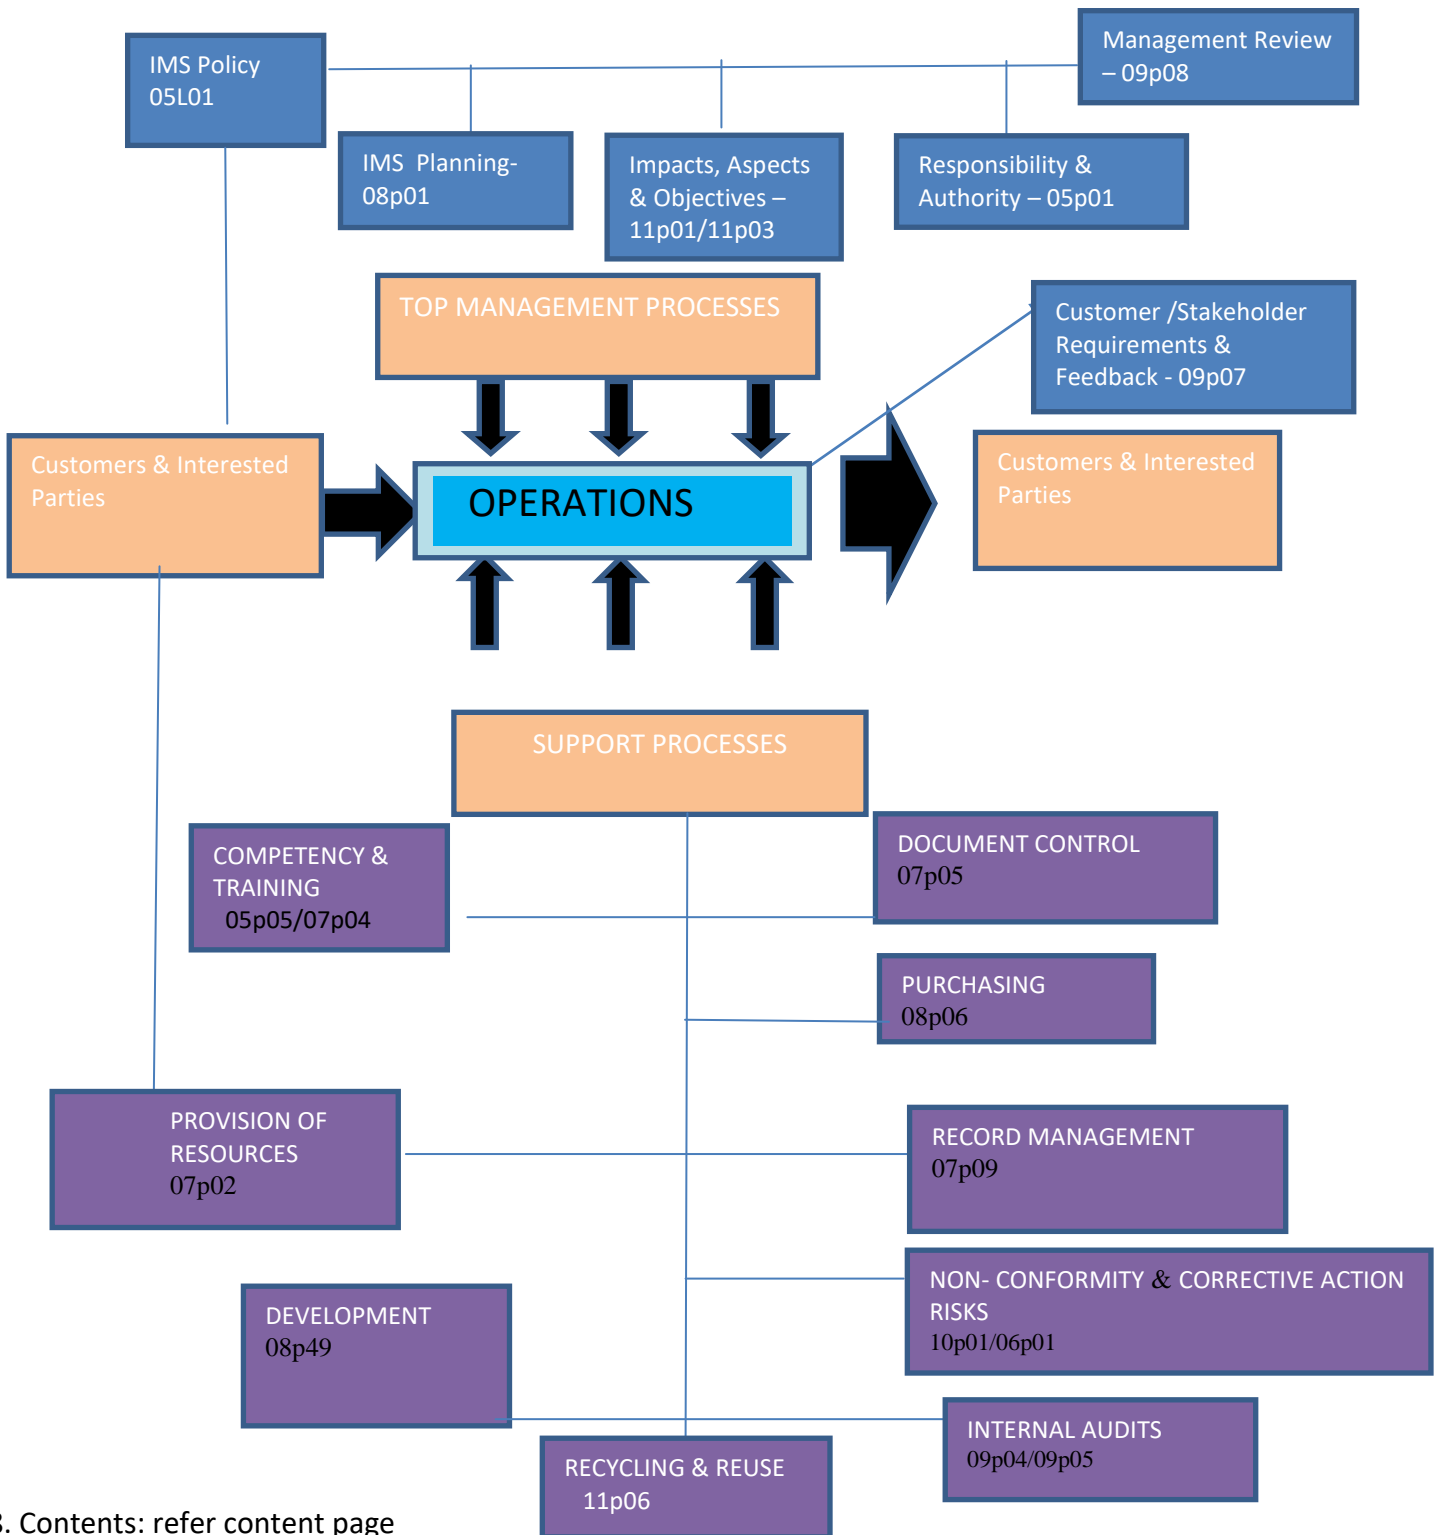 IMS Policy
05L01
Management Review
– 09p08
IMS  Planning-
08p01
Impacts, Aspects
& Objectives –
11p01/11p03
Responsibility &
Authority – 05p01
TOP MANAGEMENT PROCESSES
Customer /Stakeholder
Requirements &
Feedback - 09p07
Customers & Interested
Parties
OPERATIONS
Customers & Interested
Parties
SUPPORT PROCESSES
COMPETENCY &
TRAINING
05p05/07p04
DOCUMENT CONTROL
07p05
PURCHASING
08p06
PROVISION OF
RESOURCES
07p02
RECORD MANAGEMENT
07p09
NON- CONFORMITY & CORRECTIVE ACTION
RISKS
10p01/06p01
DEVELOPMENT
08p49
INTERNAL AUDITS
09p04/09p05
RECYCLING & REUSE
11p06
. Contents: refer content page